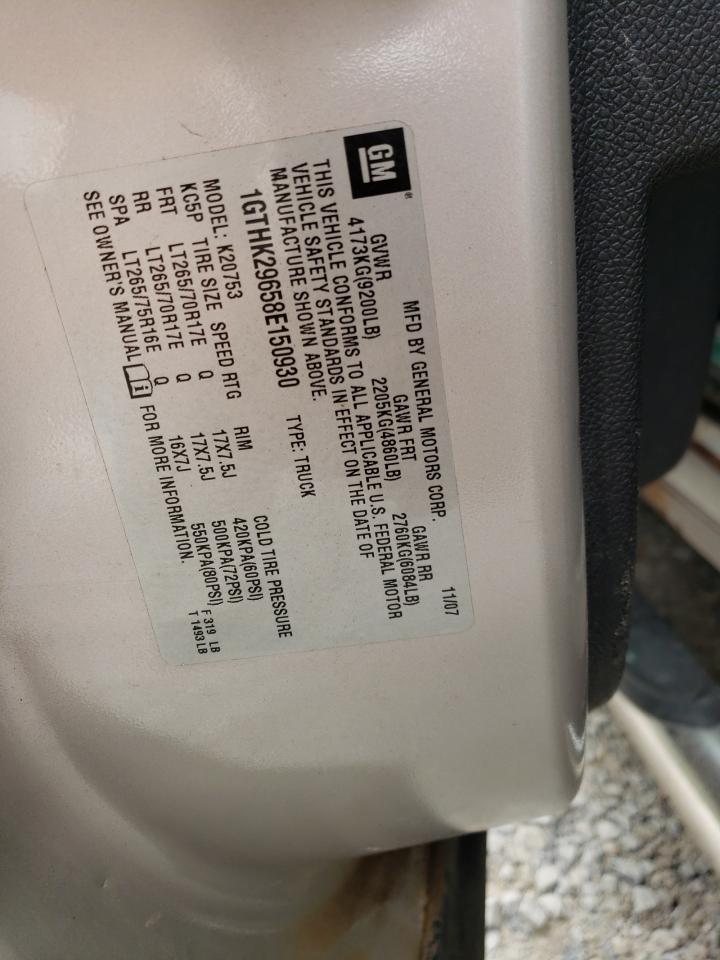 GM®
MFD BY GENERAL MOTORS CORP. 11/07
GVWR GAWR FRT GAWR RR
4173KG(9200LB) 2205KG(4860LB) 2760KG(6084LB)
THIS VEHICLE CONFORMS TO ALL APPLICABLE U.S. FEDERAL MOTOR
VEHICLE SAFETY STANDARDS IN EFFECT ON THE DATE OF
MANUFACTURE SHOWN ABOVE.
1GTHK29658E150930 TYPE: TRUCK
MODEL: K20753
KC5P TIRE SIZE SPEED RTG RIM COLD TIRE PRESSURE
FRT LT265/70R17E Q 17X7.5J 420KPA(60PSI)
RR LT265/70R17E Q 17X7.5J 500KPA(72PSI)
SPA LT265/75R16E Q 16X7J 550KPA(80PSI)
SEE OWNER'S MANUAL i FOR MORE INFORMATION.
F 319 LB
T 1493 LB